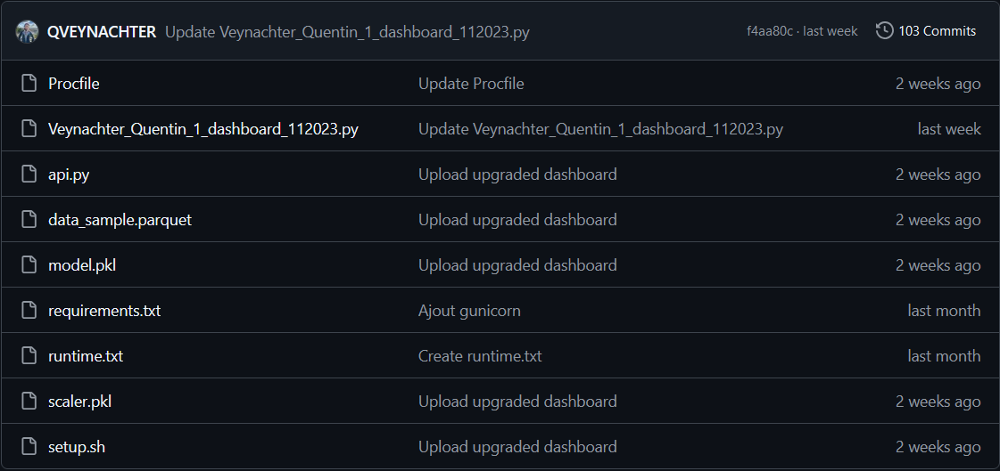 QVEYNACHTER Update Veynachter_Quentin_1_dashboard_112023.py f4aa80c · last week 103 Commits
Procfile Update Procfile 2 weeks ago
Veynachter_Quentin_1_dashboard_112023.py Update Veynachter_Quentin_1_dashboard_112023.py last week
api.py Upload upgraded dashboard 2 weeks ago
data_sample.parquet Upload upgraded dashboard 2 weeks ago
model.pkl Upload upgraded dashboard 2 weeks ago
requirements.txt Ajout gunicorn last month
runtime.txt Create runtime.txt last month
scaler.pkl Upload upgraded dashboard 2 weeks ago
setup.sh Upload upgraded dashboard 2 weeks ago